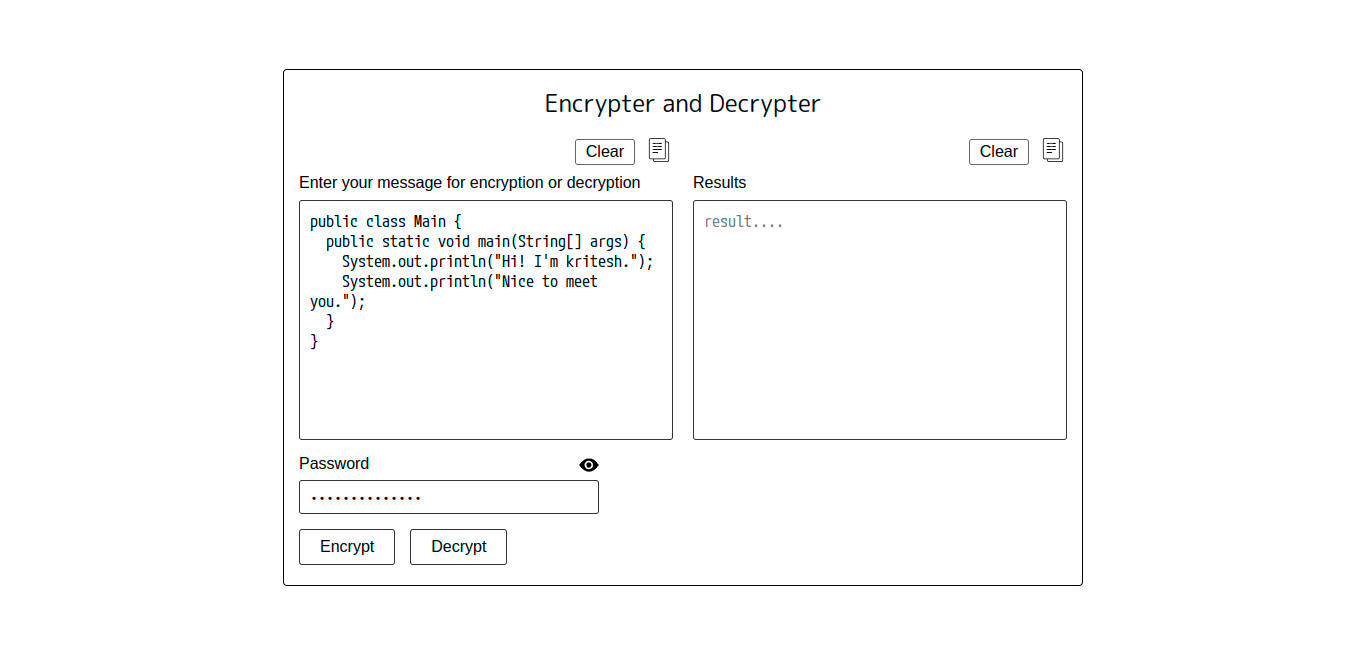 Encrypter and Decrypter
Clear
Clear
Enter your message for encryption or decryption
Results
public class Main {
  public static void main(String[] args) {
    System.out.println("Hi! I'm kritesh.");
    System.out.println("Nice to meet
you.");
  }
}
result....
Password
••••••••••••••
Encrypt
Decrypt